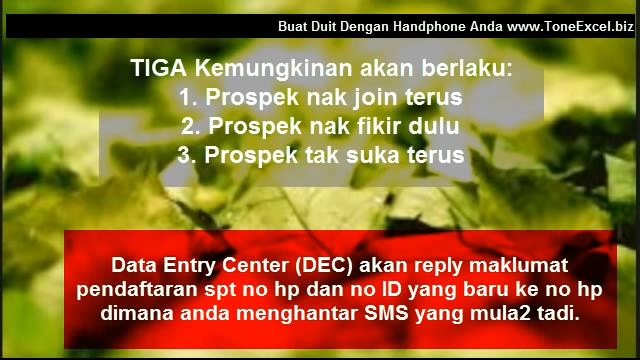 Buat Duit Dengan Handphone Anda www.ToneExcel.biz
TIGA Kemungkinan akan berlaku:
1. Prospek nak join terus
2. Prospek nak fikir dulu
3. Prospek tak suka terus
Data Entry Center (DEC) akan reply maklumat
pendaftaran spt no hp dan no ID yang baru ke no hp
dimana anda menghantar SMS yang mula2 tadi.